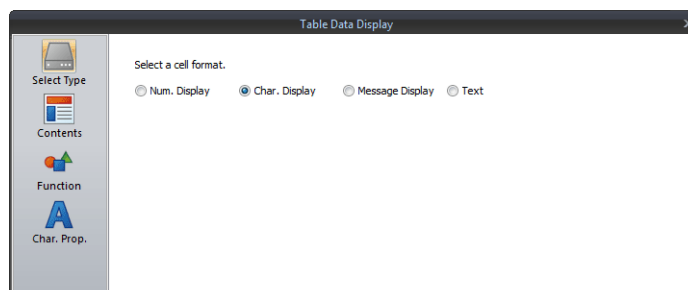 Table Data Display
Select Type
Contents
Function
Char. Prop.
Select a cell format.
Num. Display Char. Display Message Display Text